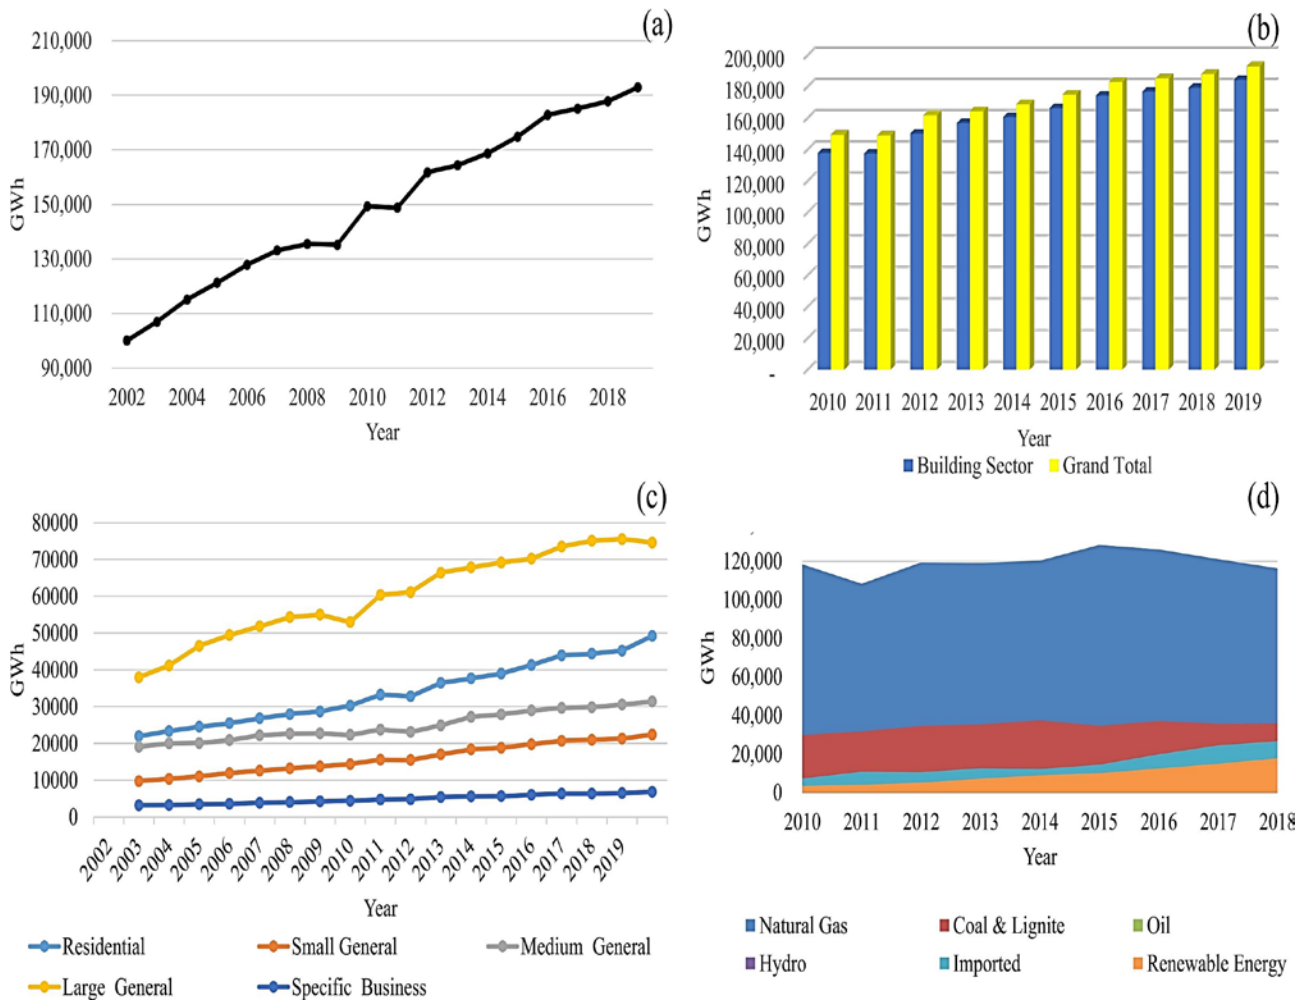 (a)
210,000
190,000
170,000
150,000
130,000
110,000
90,000
GWh
2002 2004 2006 2008 2010 2012 2014 2016 2018
Year
(b)
200,000
180,000
160,000
140,000
120,000
100,000
80,000
60,000
40,000
20,000
-
GWh
2010 2011 2012 2013 2014 2015 2016 2017 2018 2019
Year
Building Sector Grand Total
(c)
80000
70000
60000
50000
40000
30000
20000
10000
0
GWh
2002 2003 2004 2005 2006 2007 2008 2009 2010 2011 2012 2013 2014 2015 2016 2017 2018 2019
Year
Residential Small General Medium General
Large General Specific Business
(d)
120,000
100,000
80,000
60,000
40,000
20,000
0
GWh
2010 2011 2012 2013 2014 2015 2016 2017 2018
Year
Natural Gas Coal & Lignite Oil
Hydro Imported Renewable Energy